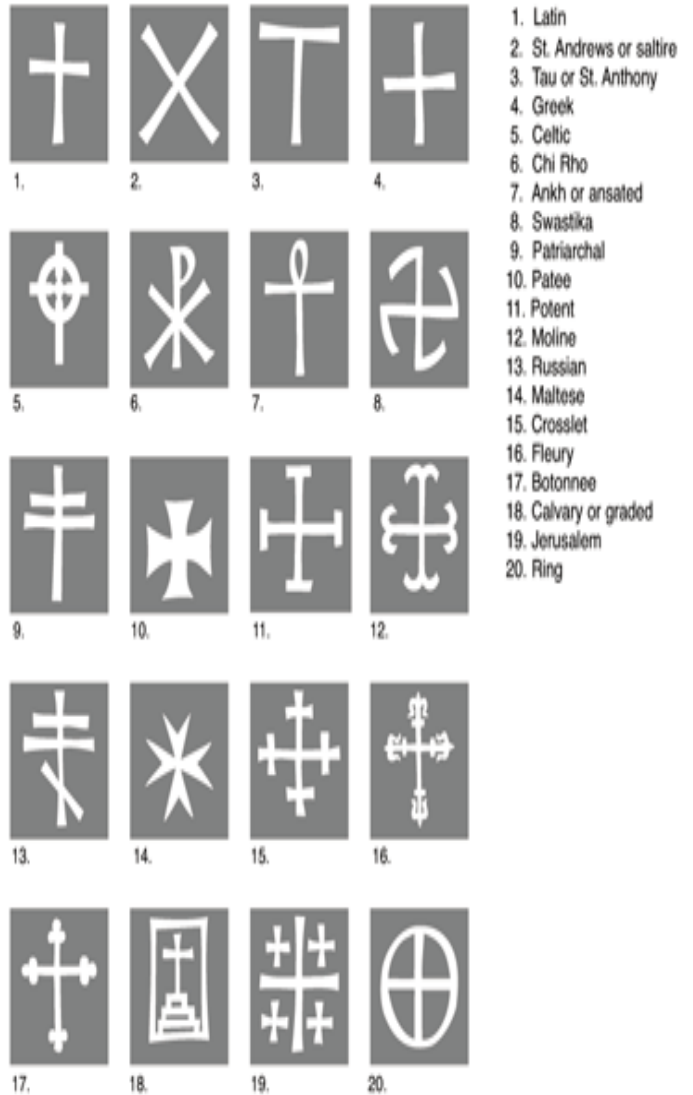 1. Latin
2. St. Andrews or saltire
3. Tau or St. Anthony
4. Greek
5. Celtic
6. Chi Rho
7. Ankh or ansated
8. Swastika
9. Patriarchal
10. Patee
11. Potent
12. Moline
13. Russian
14. Maltese
15. Crosslet
16. Fleury
17. Botonnee
18. Calvary or graded
19. Jerusalem
20. Ring
1. 2. 3. 4.
5. 6. 7. 8.
9. 10. 11. 12.
13. 14. 15. 16.
17. 18. 19. 20.